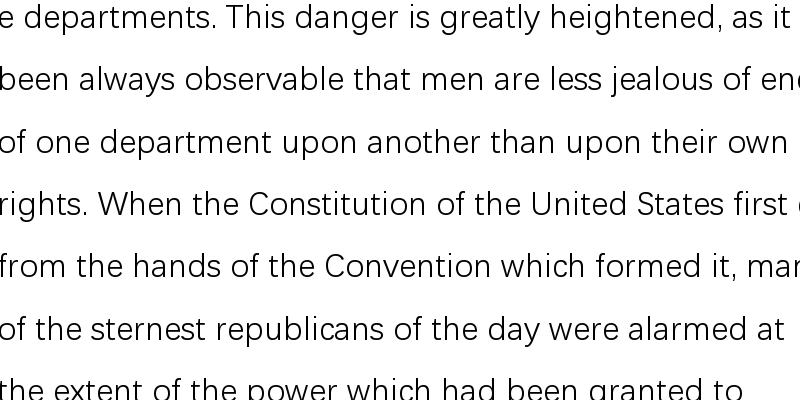 e departments. This danger is greatly heightened, as it
been always observable that men are less jealous of
of one department upon another than upon their own
rights. When the Constitution of the United States first
from the hands of the Convention which formed it,
of the sternest republicans of the day were alarmed at
the extent of the power which had been granted to